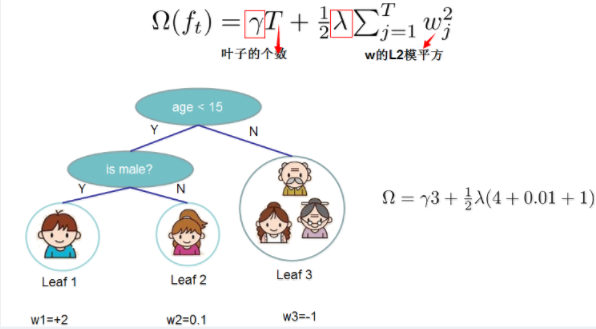 Ω(f_t) = γT + ½λ∑_{j=1}^{T} w_j^2
叶子的个数 w的L2模平方
age < 15
Y N
is male?
Y N
Ω = γ3 + ½λ(4 + 0.01 + 1)
Leaf 1 Leaf 2 Leaf 3
w1=+2 w2=0.1 w3=-1